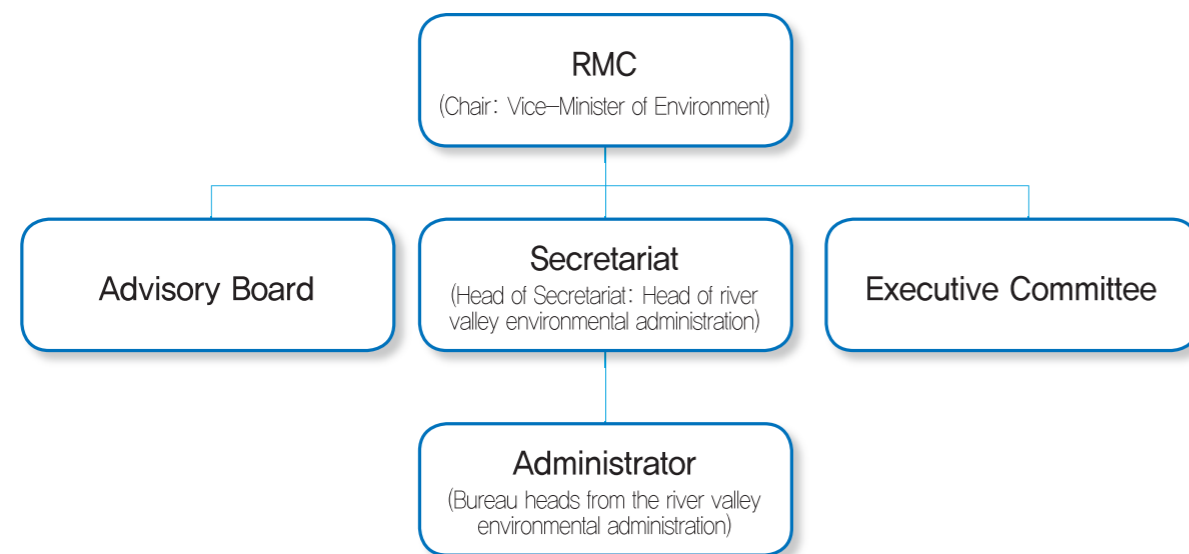 RMC
(Chair: Vice-Minister of Environment)
Advisory Board
Secretariat
(Head of Secretariat: Head of river
valley environmental administration)
Executive Committee
Administrator
(Bureau heads from the river valley
environmental administration)